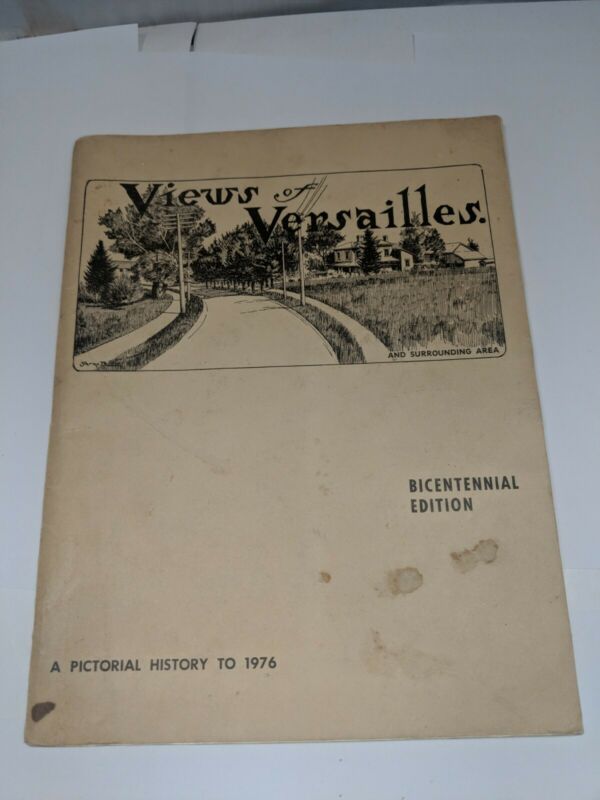 Views of
Versailles.
AND SURROUNDING AREA
BICENTENNIAL
EDITION
A PICTORIAL HISTORY TO 1976